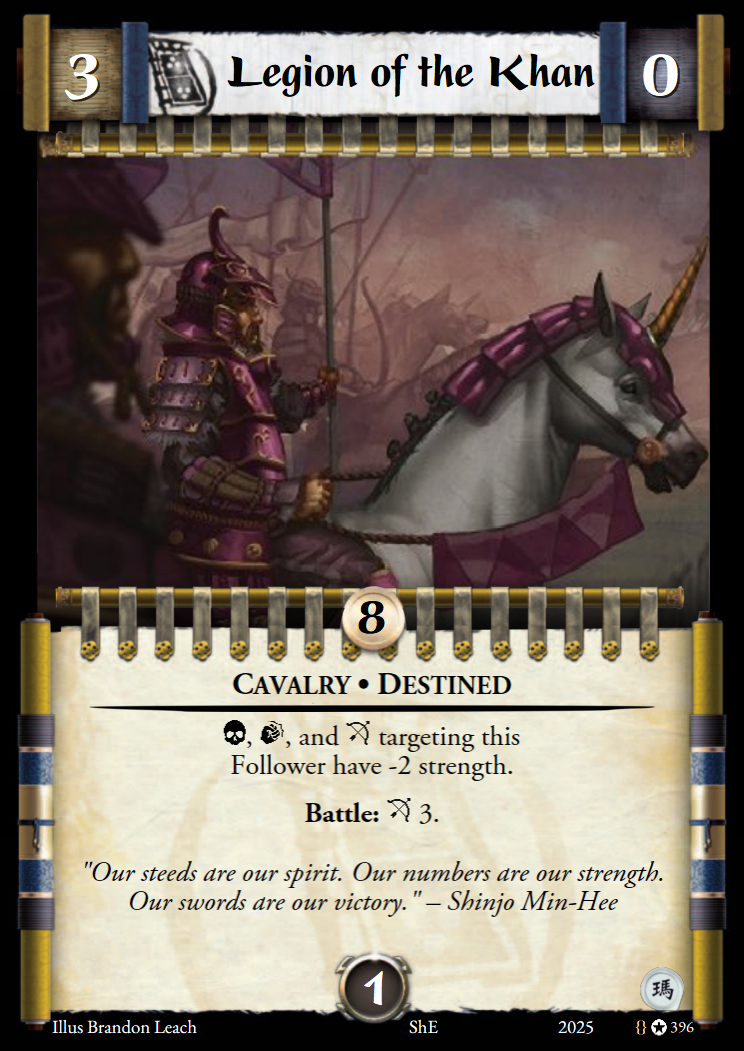 3 Legion of the Khan 0
8
CAVALRY • DESTINED
, , and targeting this
Follower have -2 strength.
Battle: 3.
"Our steeds are our spirit. Our numbers are our strength.
Our swords are our victory." – Shinjo Min-Hee
1
瑪
Illus Brandon Leach ShE 2025 {} 396